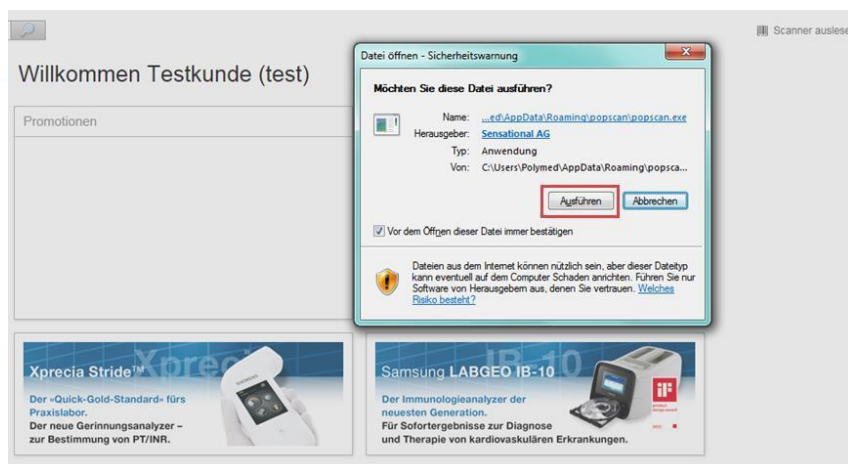 Scanner ausles
Willkommen Testkunde (test)
Promotionen
Datei öffnen - Sicherheitswarnung
Möchten Sie diese Datei ausführen?
Name: ...ed\AppData\Roaming\popscan\popscan.exe
Herausgeber: Sensational AG
Typ: Anwendung
Von: C:\Users\Polymed\AppData\Roaming\popsca...
Ausführen Abbrechen
Vor dem Öffnen dieser Datei immer bestätigen
Dateien aus dem Internet können nützlich sein, aber dieser Dateityp
kann eventuell auf dem Computer Schaden anrichten. Führen Sie nur
Software von Herausgebern aus, denen Sie vertrauen. Welches
Risiko besteht?
Xprecia Stride™
Der «Quick-Gold-Standard» fürs
Praxislabor.
Der neue Gerinnungsanalyzer –
zur Bestimmung von PT/INR.
Samsung LABGEO IB-10
Der Immunologieanalyzer der
neuesten Generation.
Für Sofortergebnisse zur Diagnose
und Therapie von kardiovaskulären Erkrankungen.